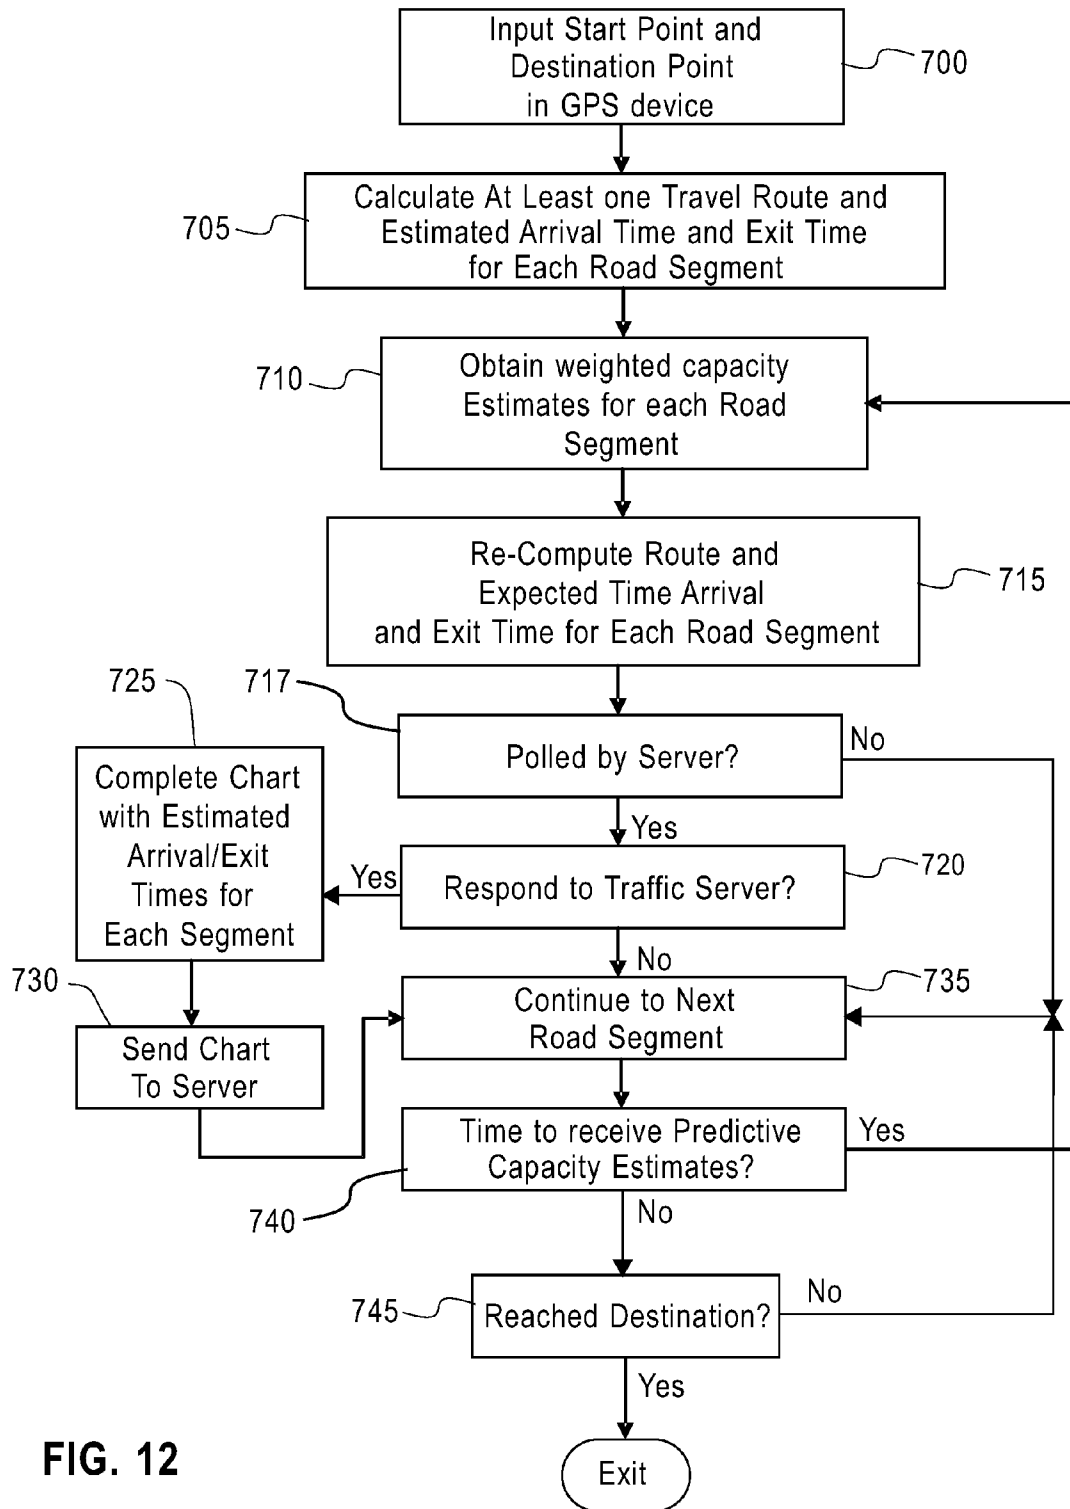 Input Start Point and
Destination Point
in GPS device
700
Calculate At Least one Travel Route and
Estimated Arrival Time and Exit Time
for Each Road Segment
705
Obtain weighted capacity
Estimates for each Road
Segment
710
Re-Compute Route and
Expected Time Arrival
and Exit Time for Each Road Segment
715
717
Polled by Server?
No
Yes
725
Complete Chart
with Estimated
Arrival/Exit
Times for
Each Segment
Yes
Respond to Traffic Server?
720
No
730
Send Chart
To Server
Continue to Next
Road Segment
735
Time to receive Predictive
Capacity Estimates?
Yes
740
No
745
Reached Destination?
No
Yes
Exit
FIG. 12